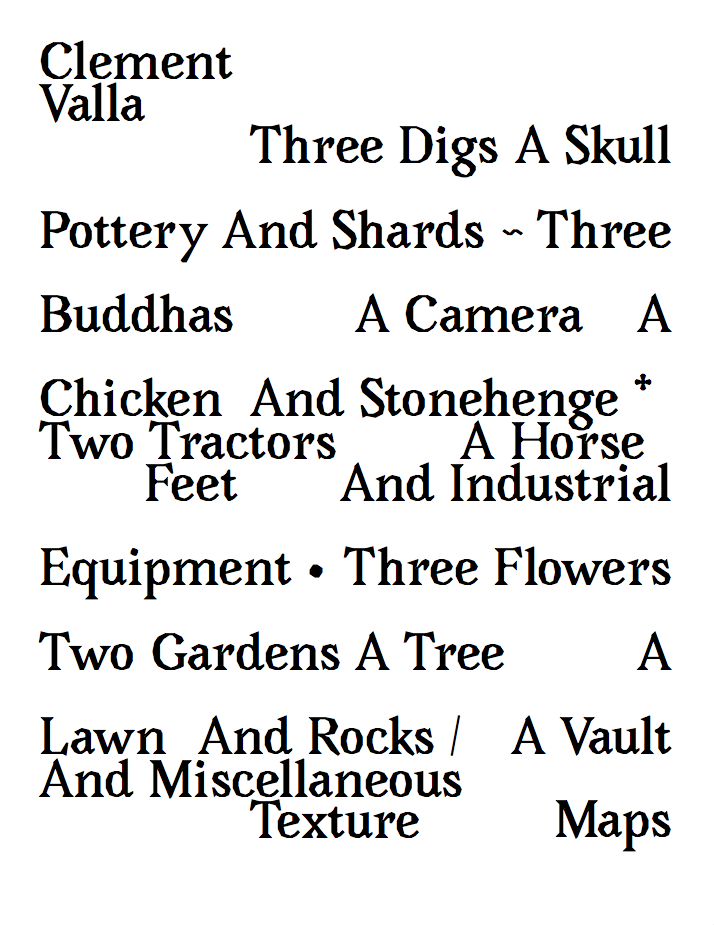 Clement
Valla
Three Digs A Skull
Pottery And Shards ~ Three
Buddhas A Camera A
Chicken And Stonehenge ✣
Two Tractors A Horse
Feet And Industrial
Equipment • Three Flowers
Two Gardens A Tree A
Lawn And Rocks / A Vault
And Miscellaneous
Texture Maps